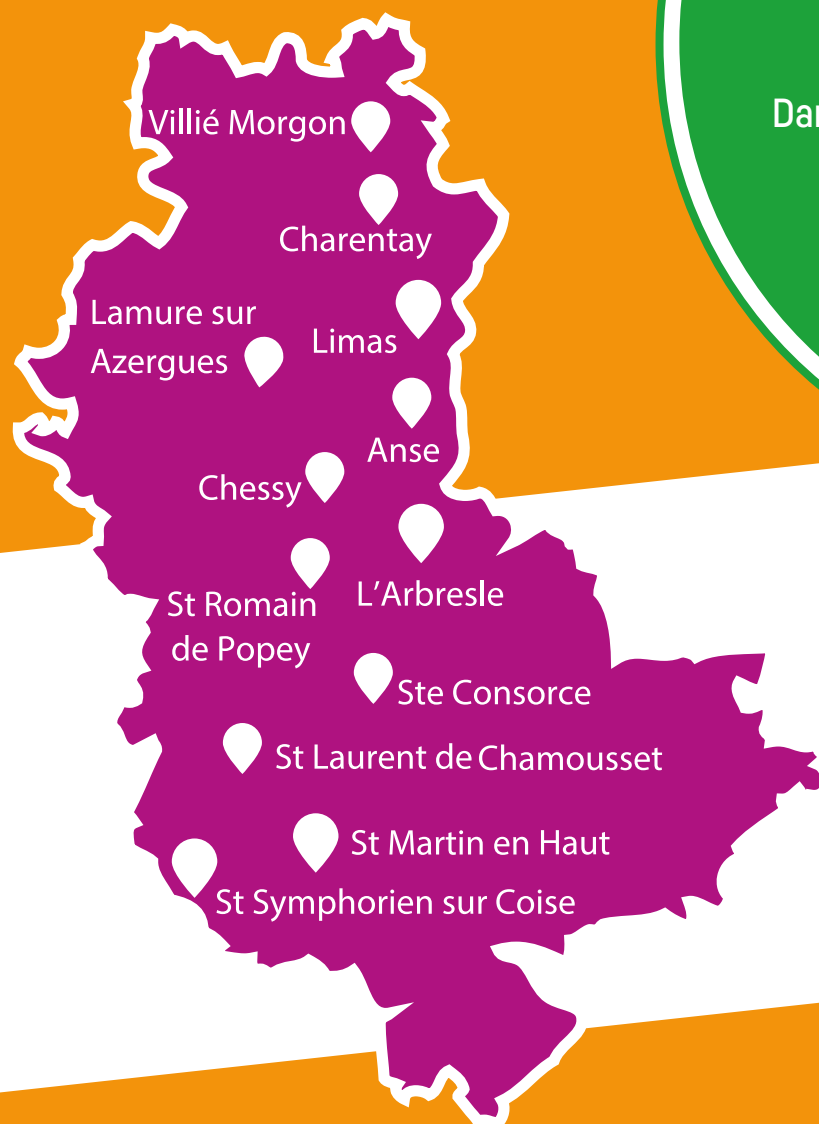 Villié Morgon
Charentay
Lamure sur
Azergues
Limas
Anse
Chessy
L'Arbresle
St Romain
de Popey
Ste Consorce
St Laurent de Chamousset
St Martin en Haut
St Symphorien sur Coise